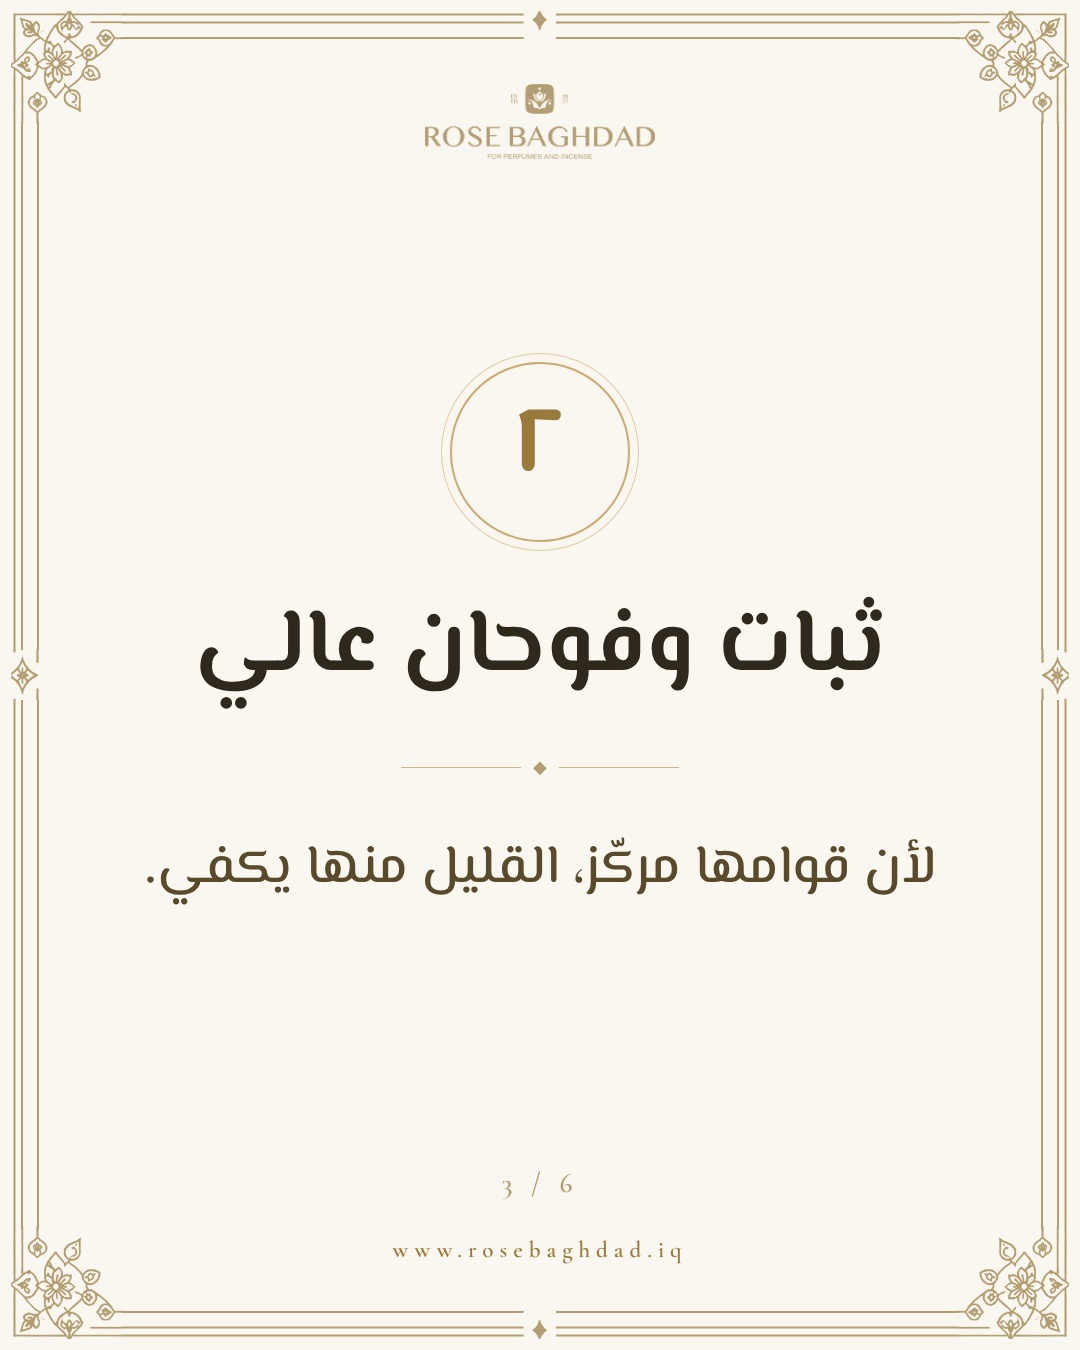 ROSE BAGHDAD
FOR PERFUMES AND INCENSE
٢
ثبات وفوحان عالي
لأن قوامها مركّز، القليل منها يكفي.
3 / 6
www.rosebaghdad.iq